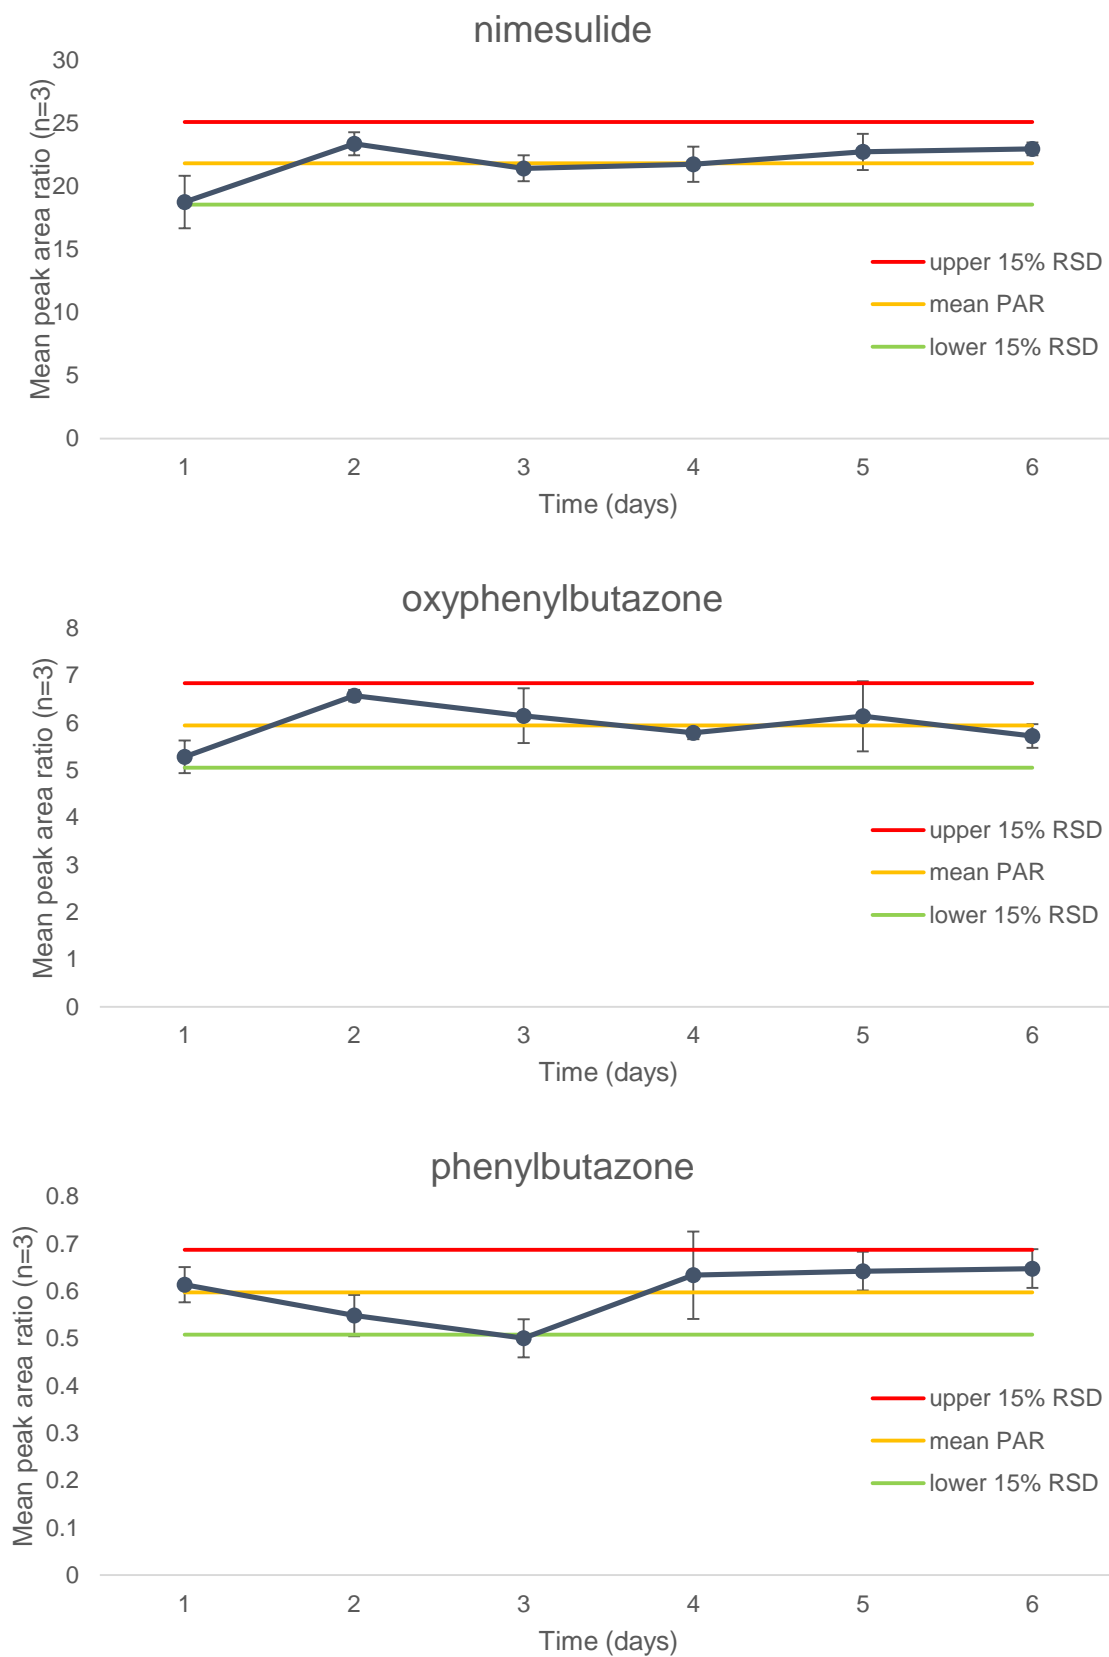 nimesulide
Mean peak area ratio (n=3)
30
25
20
15
10
5
0
upper 15% RSD
mean PAR
lower 15% RSD
1 2 3 4 5 6
Time (days)
oxyphenylbutazone
Mean peak area ratio (n=3)
8
7
6
5
4
3
2
1
0
upper 15% RSD
mean PAR
lower 15% RSD
1 2 3 4 5 6
Time (days)
phenylbutazone
Mean peak area ratio (n=3)
0.8
0.7
0.6
0.5
0.4
0.3
0.2
0.1
0
upper 15% RSD
mean PAR
lower 15% RSD
1 2 3 4 5 6
Time (days)